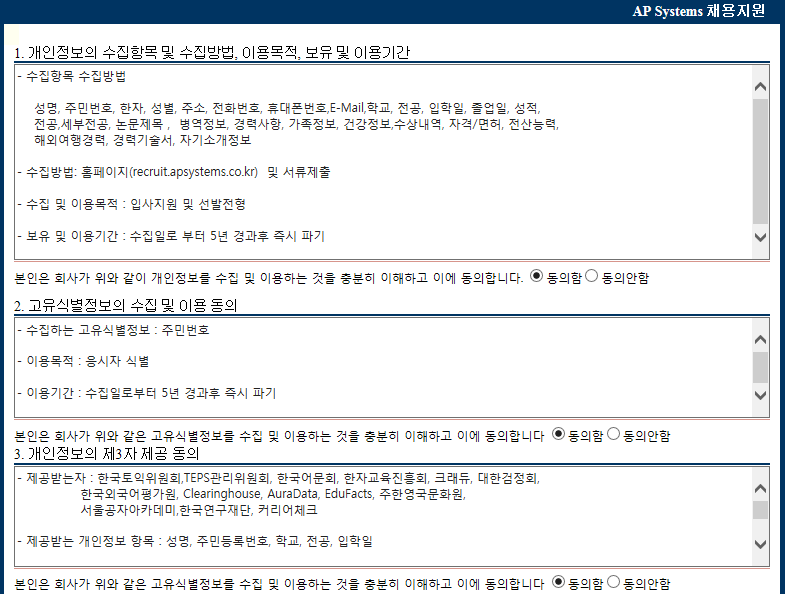 AP Systems 채용지원
1. 개인정보의 수집항목 및 수집방법, 이용목적, 보유 및 이용기간
- 수집항목 수집방법
성명, 주민번호, 한자, 성별, 주소, 전화번호, 휴대폰번호,E-Mail,학교, 전공, 입학일, 졸업일, 성적,
전공,세부전공, 논문제목 , 병역정보, 경력사항, 가족정보, 건강정보,수상내역, 자격/면허, 전산능력,
해외여행경력, 경력기술서, 자기소개정보
- 수집방법: 홈페이지(recruit.apsystems.co.kr) 및 서류제출
- 수집 및 이용목적 : 입사지원 및 선발전형
- 보유 및 이용기간 : 수집일로 부터 5년 경과후 즉시 파기
본인은 회사가 위와 같이 개인정보를 수집 및 이용하는 것을 충분히 이해하고 이에 동의합니다. 동의함 동의안함
2. 고유식별정보의 수집 및 이용 동의
- 수집하는 고유식별정보 : 주민번호
- 이용목적 : 응시자 식별
- 이용기간 : 수집일로부터 5년 경과후 즉시 파기
본인은 회사가 위와 같은 고유식별정보를 수집 및 이용하는 것을 충분히 이해하고 이에 동의합니다 동의함 동의안함
3. 개인정보의 제3자 제공 동의
- 제공받는자 : 한국토익위원회,TEPS관리위원회, 한국어문회, 한자교육진흥회, 크래듀, 대한검정회,
한국외국어평가원, Clearinghouse, AuraData, EduFacts, 주한영국문화원,
서울공자아카데미,한국연구재단, 커리어체크
- 제공받는 개인정보 항목 : 성명, 주민등록번호, 학교, 전공, 입학일
본인은 회사가 위와 같은 고유식별정보를 수집 및 이용하는 것을 충분히 이해하고 이에 동의합니다 동의함 동의안함